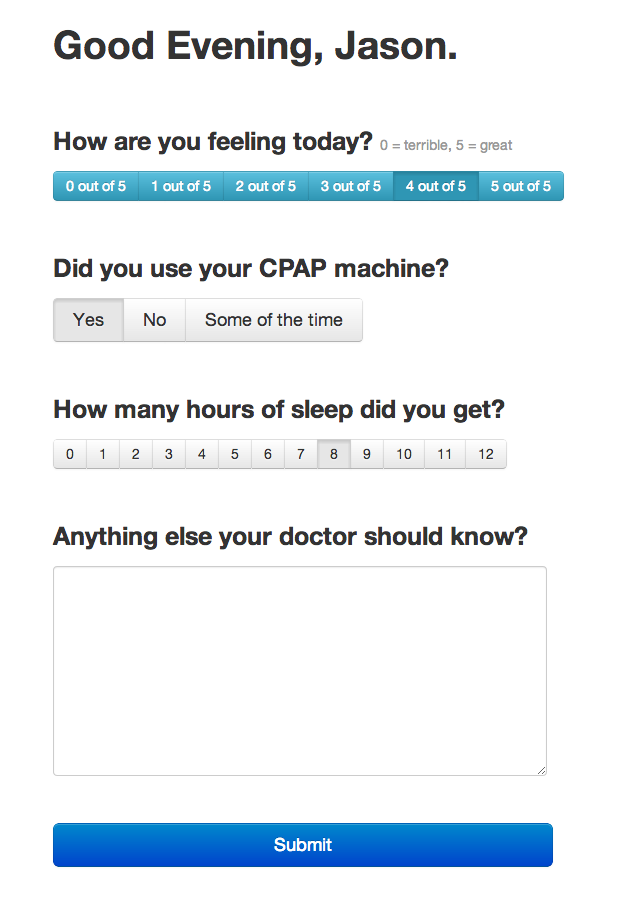 Good Evening, Jason.
How are you feeling today? 0 = terrible, 5 = great
0 out of 5 1 out of 5 2 out of 5 3 out of 5 4 out of 5 5 out of 5
Did you use your CPAP machine?
Yes No Some of the time
How many hours of sleep did you get?
0 1 2 3 4 5 6 7 8 9 10 11 12
Anything else your doctor should know?
Submit